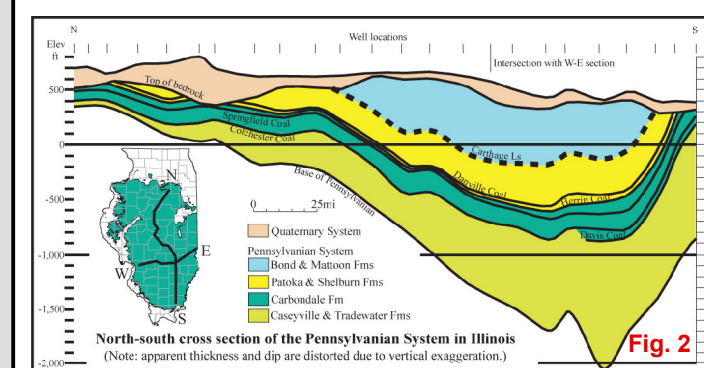 N
S
Elev
ft
Well locations
Intersection with W-E section
500
0
-500
-1,000
-1,500
-2,000
Top of bedrock
Springfield Coal
Colchester Coal
Base of Pennsylvanian
Carthage Ls
Danville Coal
Herrin Coal
Davis Coal
N
E
W
S
0 25mi
Quaternary System
Pennsylvanian System
Bond & Mattoon Fms
Patoka & Shelburn Fms
Carbondale Fm
Caseyville & Tradewater Fms
North-south cross section of the Pennsylvanian System in Illinois
(Note: apparent thickness and dip are distorted due to vertical exaggeration.)
Fig. 2